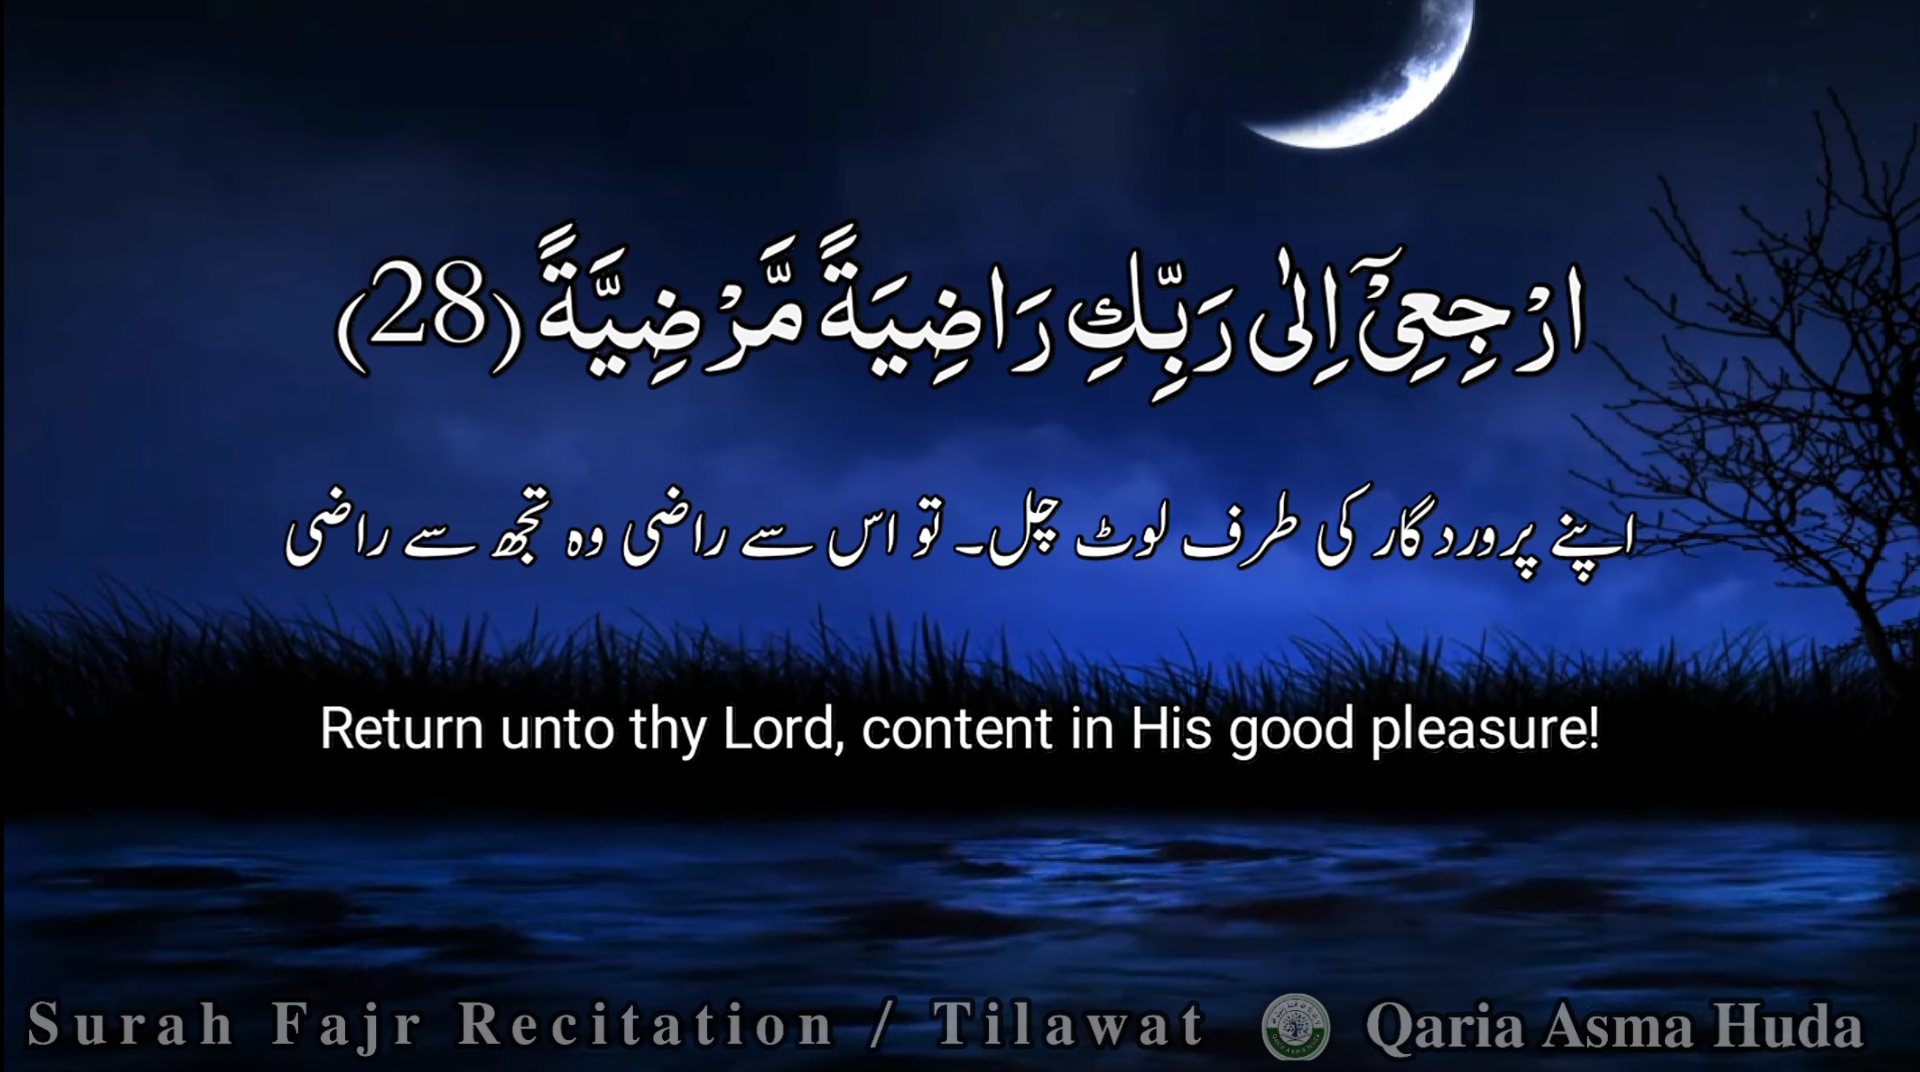 ارْجِعِیْۤ اِلٰى رَبِّكِ رَاضِیَةً مَّرْضِیَّةً (28)
اپنے پروردگار کی طرف لوٹ چل۔ تو اس سے راضی وہ تجھ سے راضی
Return unto thy Lord, content in His good pleasure!
Surah Fajr Recitation / Tilawat Qaria Asma Huda